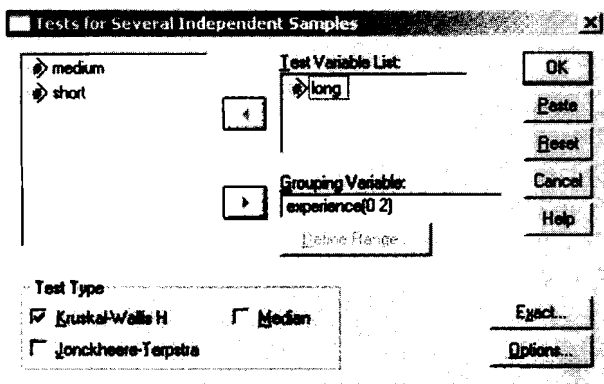 Tests for Several Independent Samples
medium
short
Test Variable List:
long
Grouping Variable:
experience(0 2)
Define Range...
OK
Paste
Reset
Cancel
Help
Test Type
Kruskal-Wallis H
Median
Jonckheere-Terpstra
Exact...
Options...